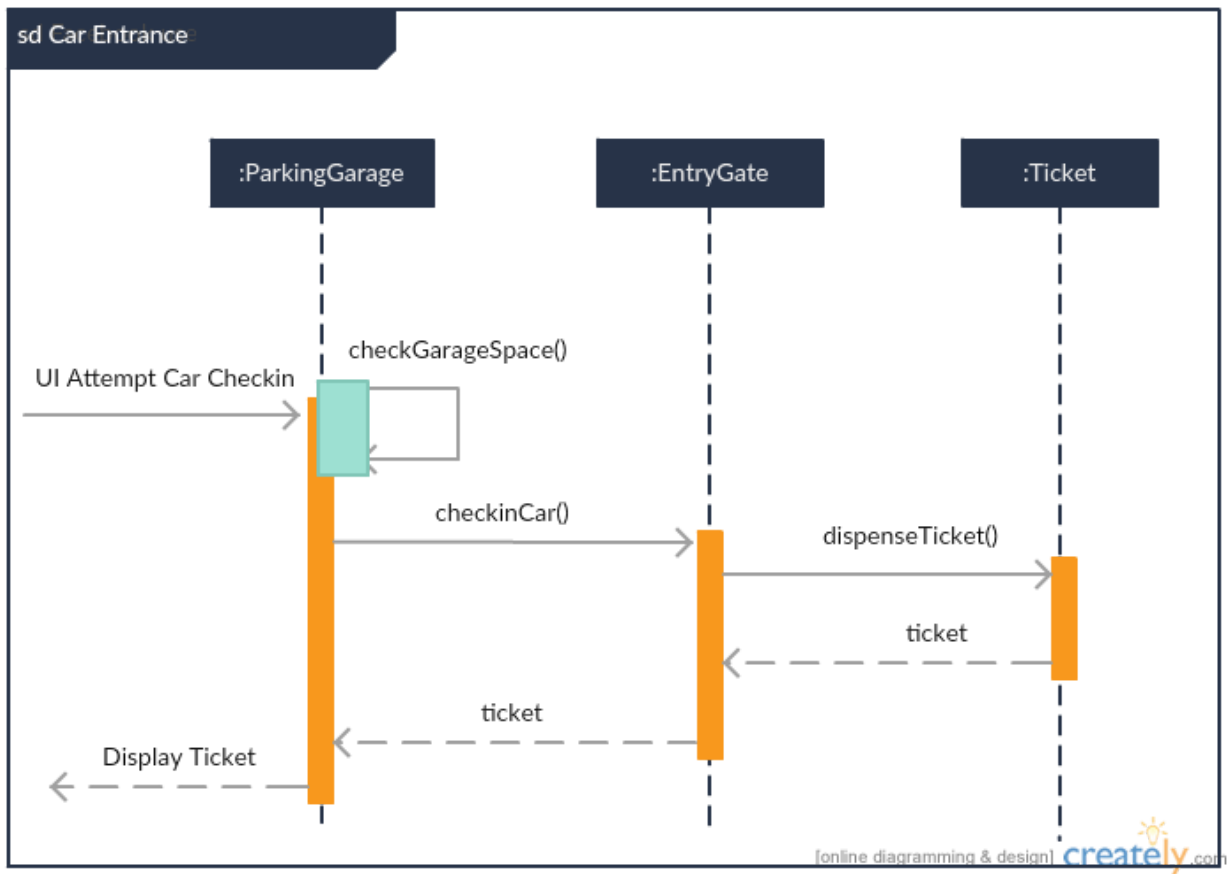 sd Car Entrance
:ParkingGarage
:EntryGate
:Ticket
checkGarageSpace()
UI Attempt Car Checkin
checkinCar()
dispenseTicket()
ticket
ticket
Display Ticket
[online diagramming & design] creately.com